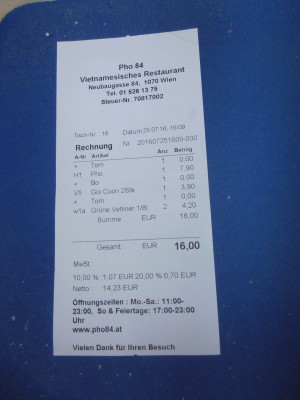 Pho 84
Vietnamesisches Restaurant
Neubaugasse 84, 1070 Wien
Tel. 01 526 13 75
Steuer-Nr. 70817002
Tisch-Nr. 16 Datum 25.07.16, 16:09
Rechnung Nr. 201607251609-000
A-Nr Artikel Anz Betrag
+ Tom 1 0,00
H1 Pho 1 7,90
+ Bo 1 0,00
V5 Goi Cuon 2Stk 1 3,90
+ Tom 1 0,00
w1a Grüne Vetliner 1/8l 2 4,20
Summe EUR 16,00
Gesamt EUR 16,00
MwSt :
10,00 % 1,07 EUR 20,00 % 0,70 EUR
Netto : 14,23 EUR
Öffnungszeiten : Mo.-Sa.: 11:00-
23:00, So & Feiertage: 17:00-23:00
Uhr
www.pho84.at
Vielen Dank für Ihren Besuch